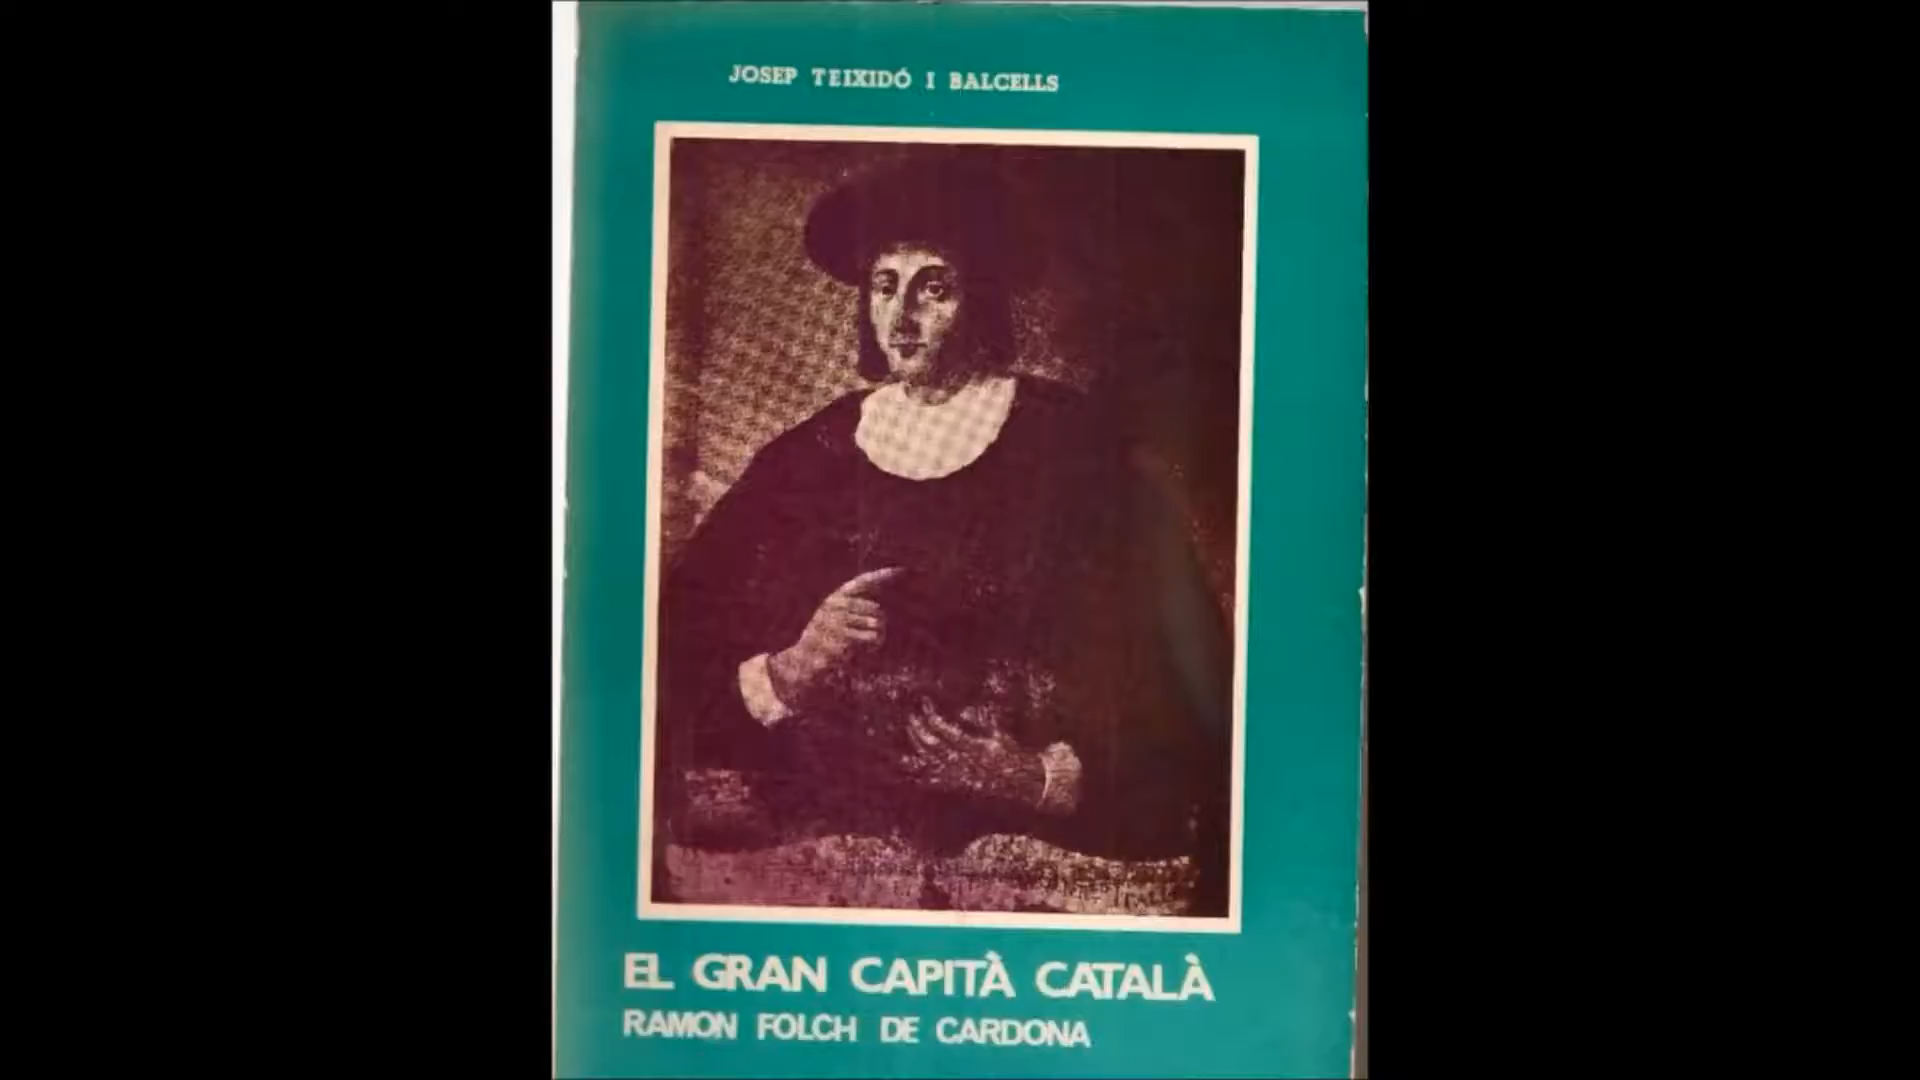 JOSEP TEIXIDÓ I BALCELLS
EL GRAN CAPITÀ CATALÀ
RAMON FOLCH DE CARDONA